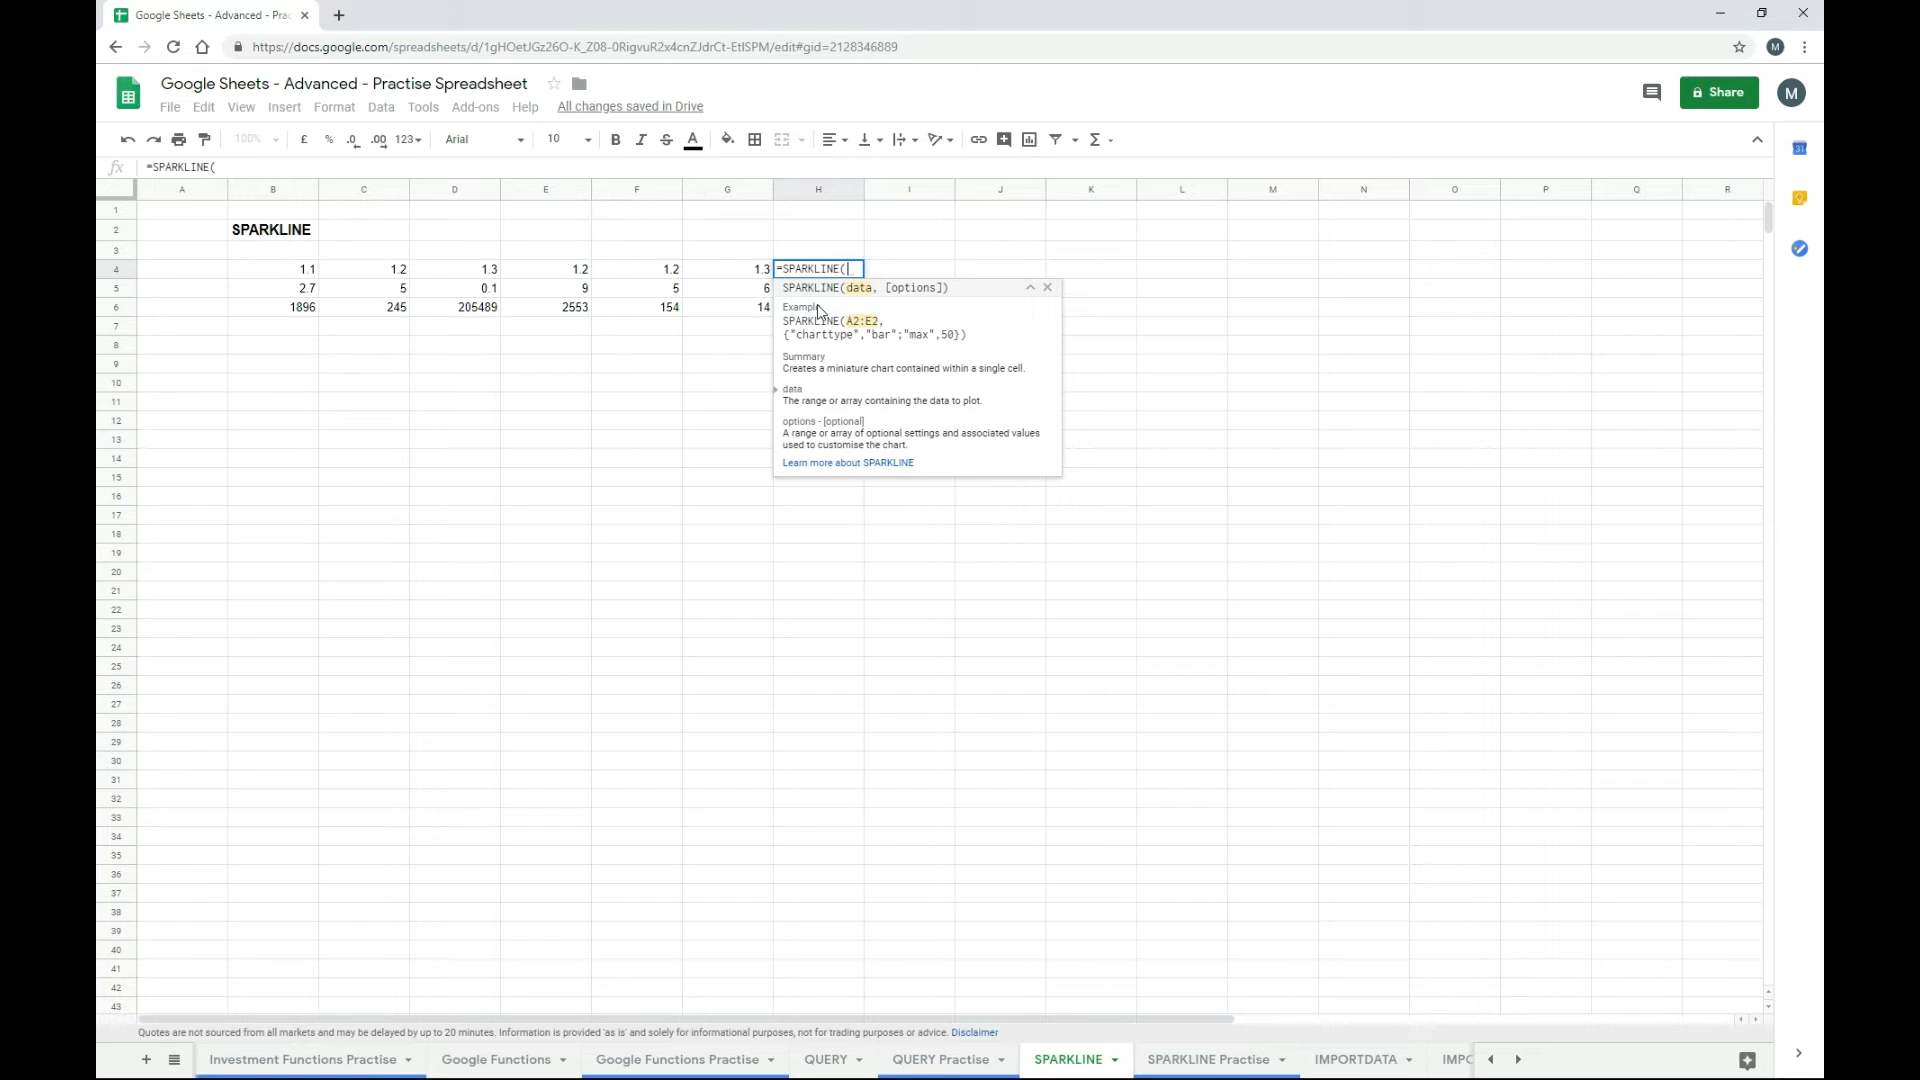 Google Sheets - Advanced - Prac
https://docs.google.com/spreadsheets/d/1gHOetJGz26O-K_Z08-0RigvuR2x4cnZJdrCt-EtlSPM/edit#gid=2128346889
M
Google Sheets - Advanced - Practise Spreadsheet
File Edit View Insert Format Data Tools Add-ons Help All changes saved in Drive
Share
M
100% £ % .0 .00 123 Arial 10 B I S A Σ
31
fx =SPARKLINE(
A B C D E F G H I J K L M N O P Q R
1
2 SPARKLINE
3
4 1.1 1.2 1.3 1.2 1.2 1.3 =SPARKLINE(
5 2.7 5 0.1 9 5 6 SPARKLINE(data, [options])
6 1896 245 205489 2553 154 14
Example
SPARKLINE(A2:E2,
{"charttype","bar";"max",50})
Summary
Creates a miniature chart contained within a single cell.
data
The range or array containing the data to plot.
options - [optional]
A range or array of optional settings and associated values
used to customise the chart.
Learn more about SPARKLINE
7
8
9
10
11
12
13
14
15
16
17
18
19
20
21
22
23
24
25
26
27
28
29
30
31
32
33
34
35
36
37
38
39
40
41
42
43
Quotes are not sourced from all markets and may be delayed by up to 20 minutes. Information is provided 'as is' and solely for informational purposes, not for trading purposes or advice. Disclaimer
+ Investment Functions Practise Google Functions Google Functions Practise QUERY QUERY Practise SPARKLINE SPARKLINE Practise IMPORTDATA IMPO